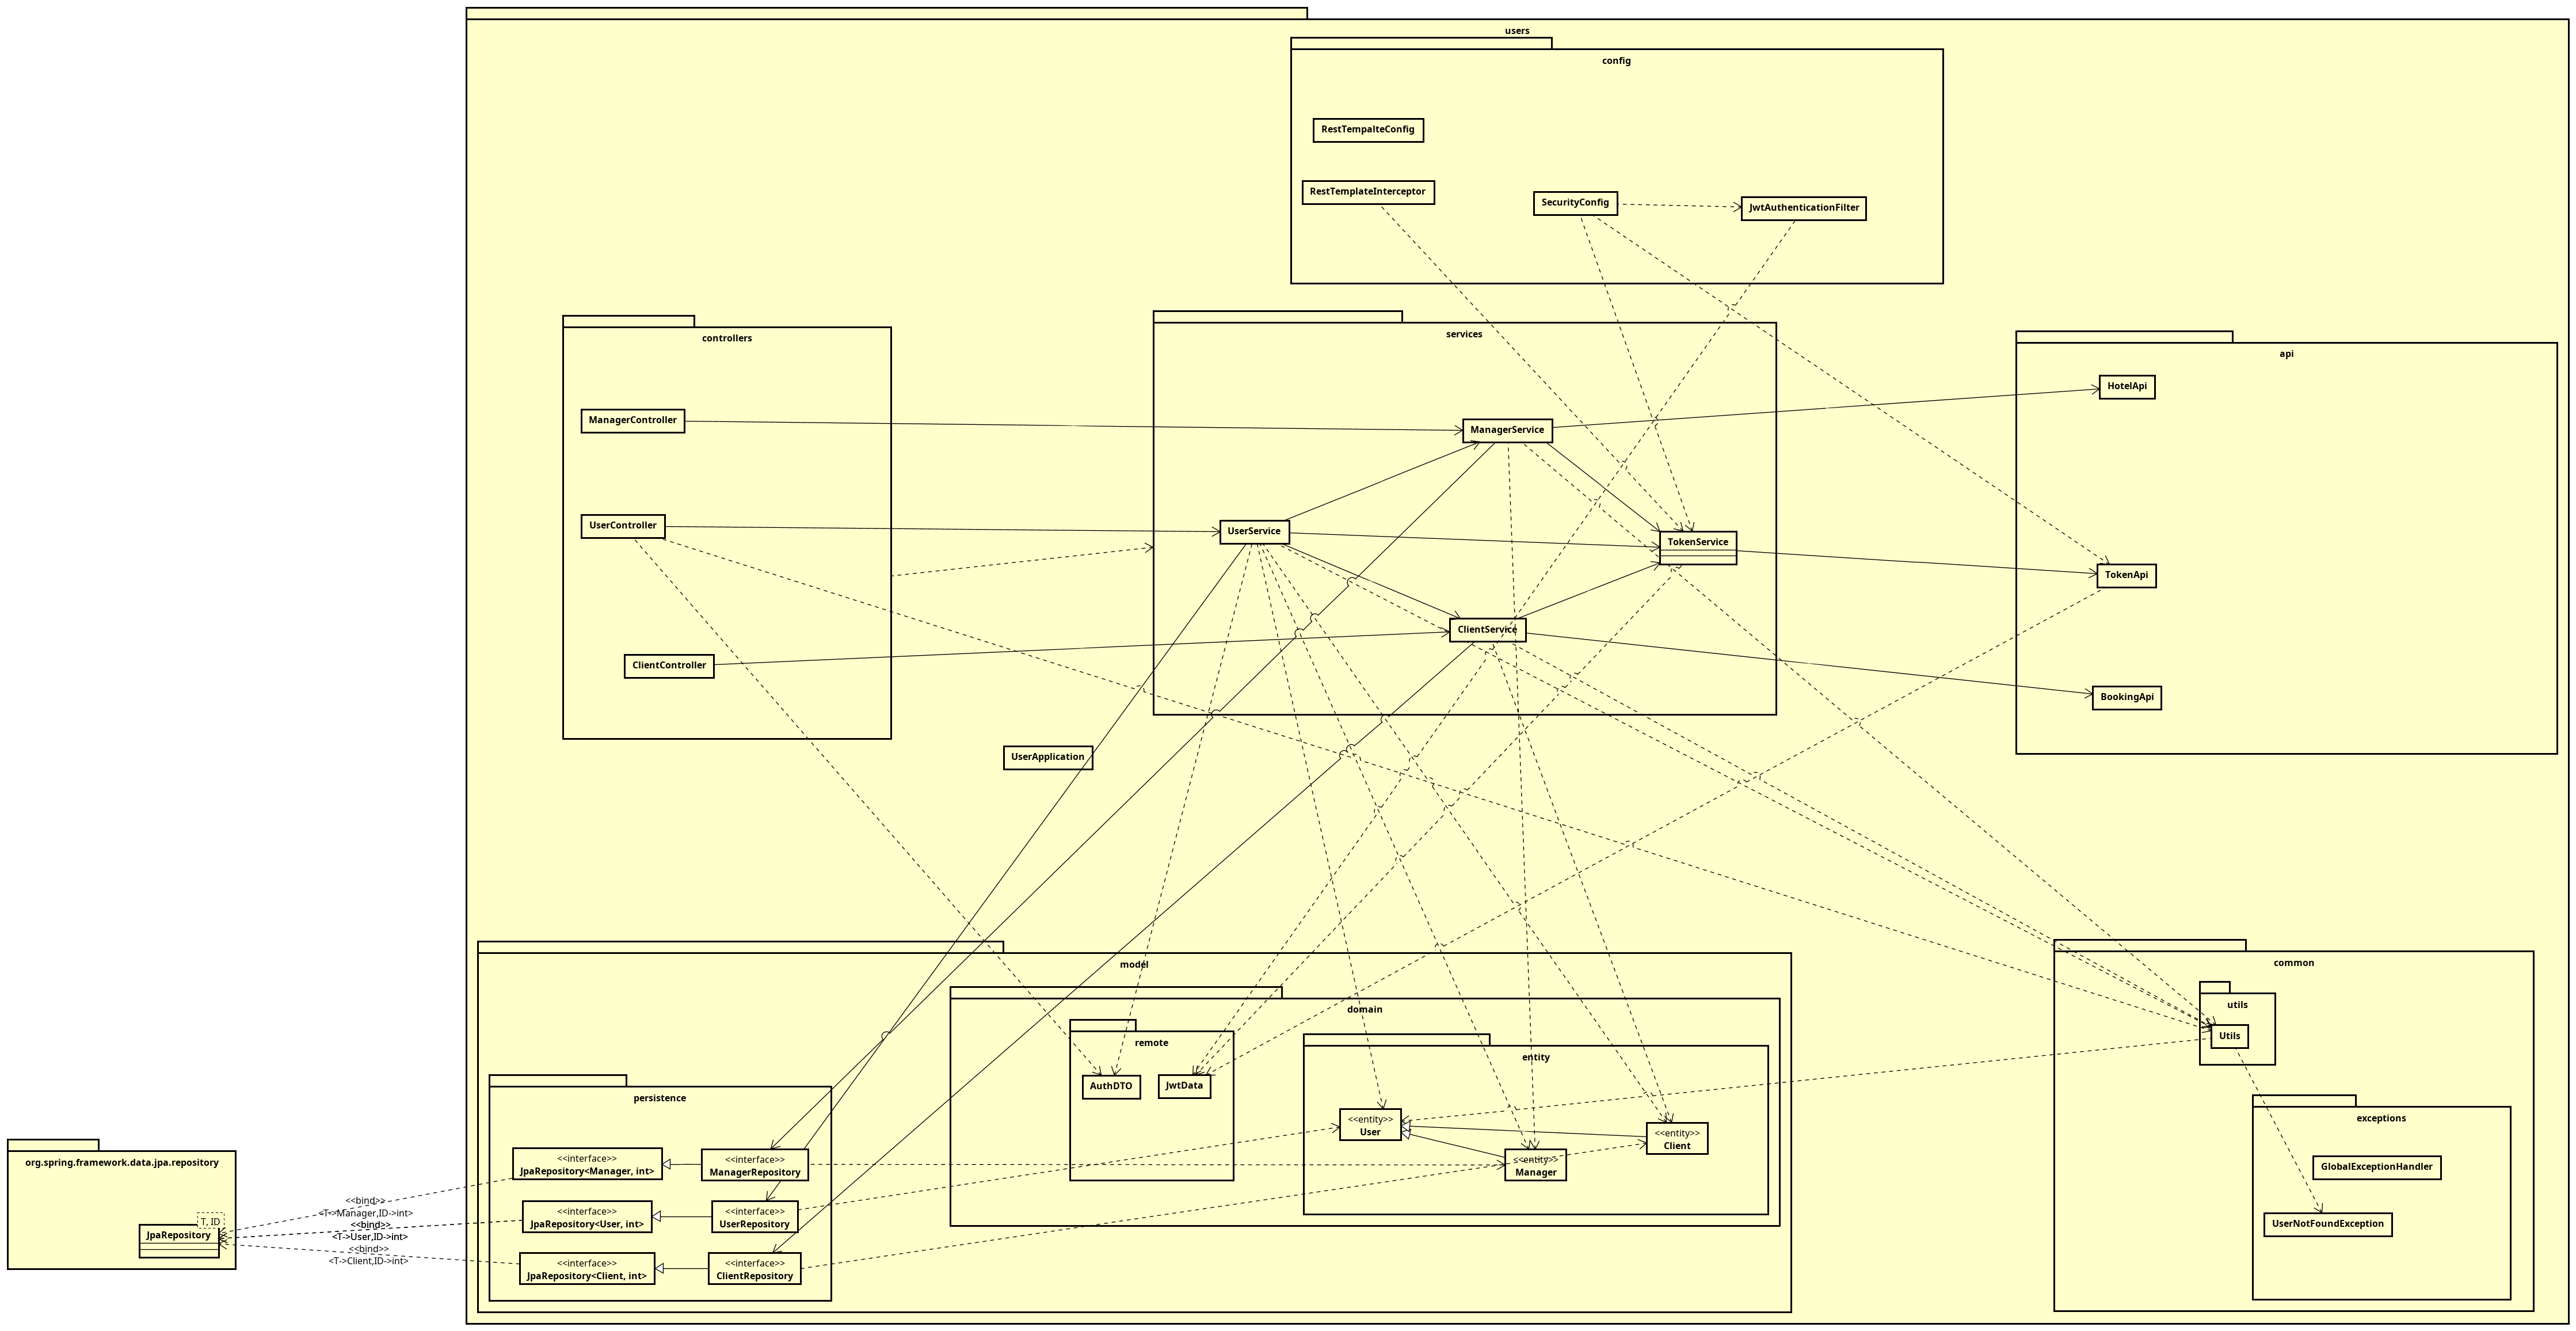 users
config
RestTempalteConfig
RestTemplateInterceptor
SecurityConfig
JwtAuthenticationFilter
controllers
ManagerController
UserController
ClientController
services
ManagerService
UserService
TokenService
ClientService
api
HotelApi
TokenApi
BookingApi
UserApplication
model
domain
remote
AuthDTO
JwtData
entity
<<entity>>
User
<<entity>>
Client
<<entity>>
Manager
persistence
<<interface>>
JpaRepository<Manager, int>
<<interface>>
ManagerRepository
<<interface>>
JpaRepository<User, int>
<<interface>>
UserRepository
<<interface>>
JpaRepository<Client, int>
<<interface>>
ClientRepository
common
utils
Utils
exceptions
GlobalExceptionHandler
UserNotFoundException
org.spring.framework.data.jpa.repository
T, ID
JpaRepository
<<bind>>
<T->Manager,ID->int>
<<bind>>
<T->User,ID->int>
<<bind>>
<T->Client,ID->int>